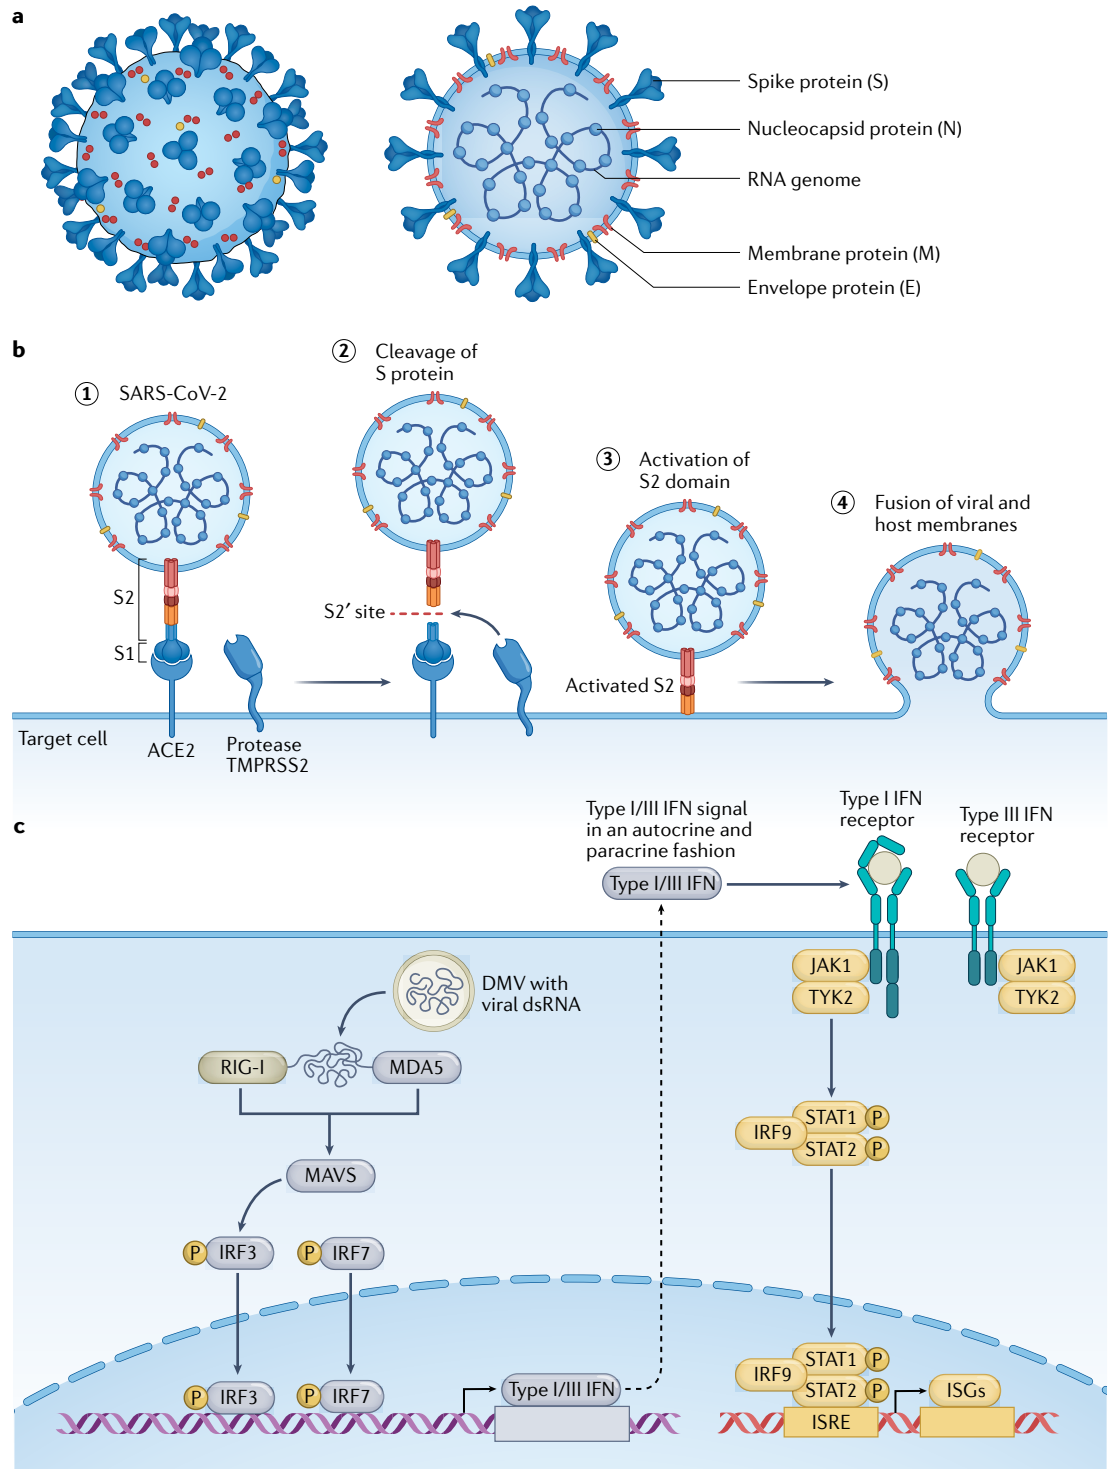 a
Spike protein (S)
Nucleocapsid protein (N)
RNA genome
Membrane protein (M)
Envelope protein (E)
b
1
SARS-CoV-2
2
Cleavage of
S protein
3
Activation of
S2 domain
4
Fusion of viral and
host membranes
S2
S1
S2′ site
Activated S2
Target cell
ACE2
Protease
TMPRSS2
c
Type I/III IFN signal
in an autocrine and
paracrine fashion
Type I/III IFN
Type I IFN
receptor
Type III IFN
receptor
JAK1
TYK2
JAK1
TYK2
DMV with
viral dsRNA
RIG-I
MDA5
MAVS
P
IRF3
P
IRF7
IRF9
STAT1
P
STAT2
P
P
IRF3
P
IRF7
Type I/III IFN
IRF9
STAT1
P
STAT2
P
ISRE
ISGs